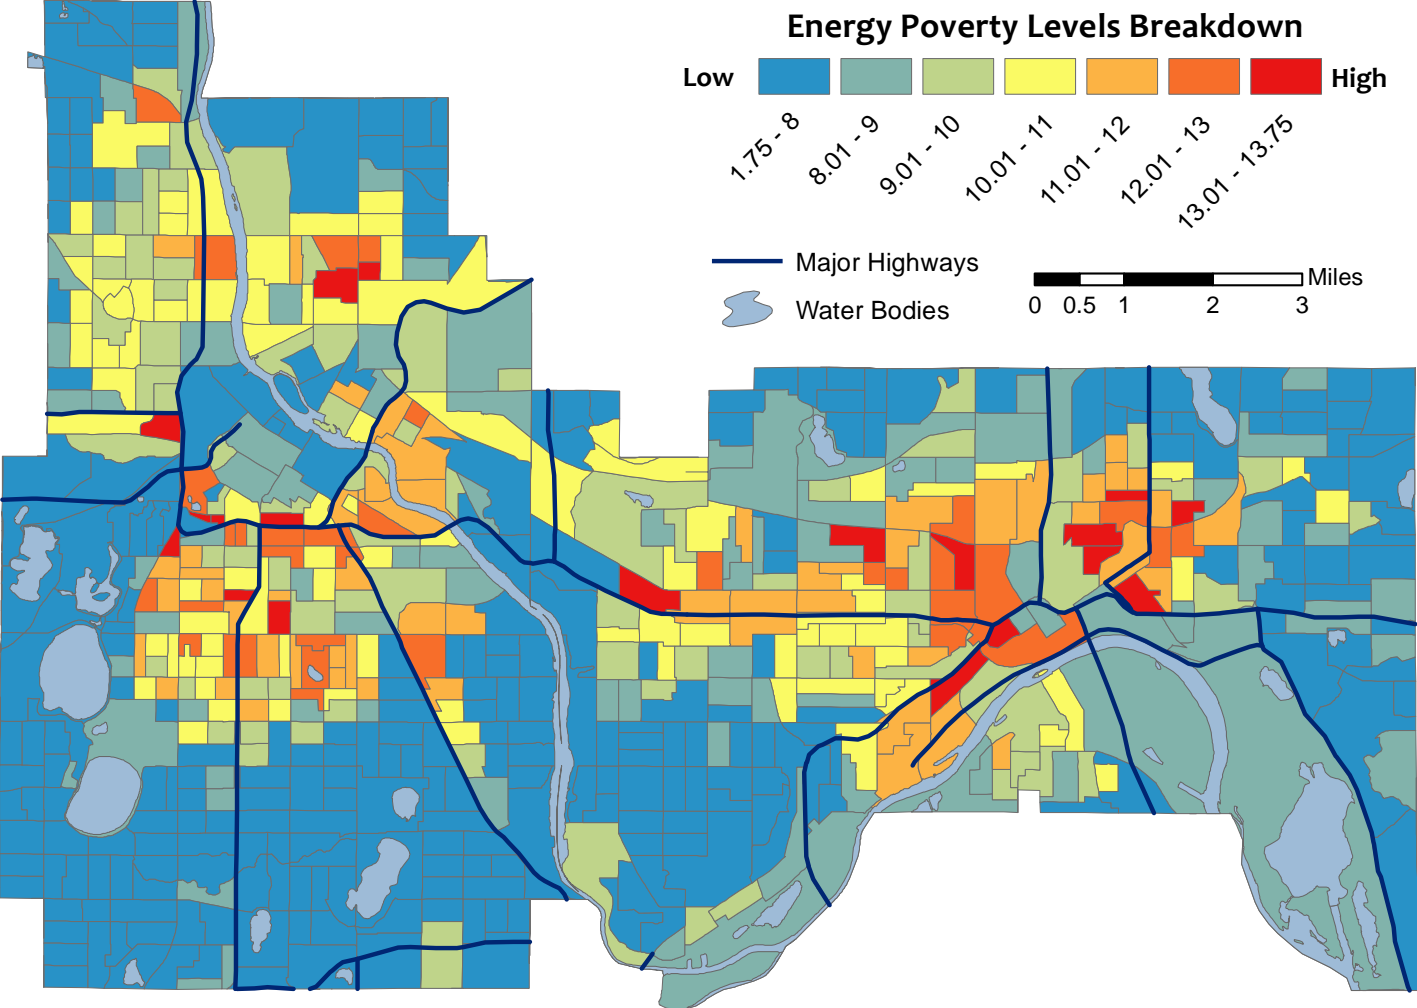 Energy Poverty Levels Breakdown
Low High
1.75 - 8
8.01 - 9
9.01 - 10
10.01 - 11
11.01 - 12
12.01 - 13
13.01 - 13.75
Major Highways
Water Bodies
Miles
0 0.5 1 2 3